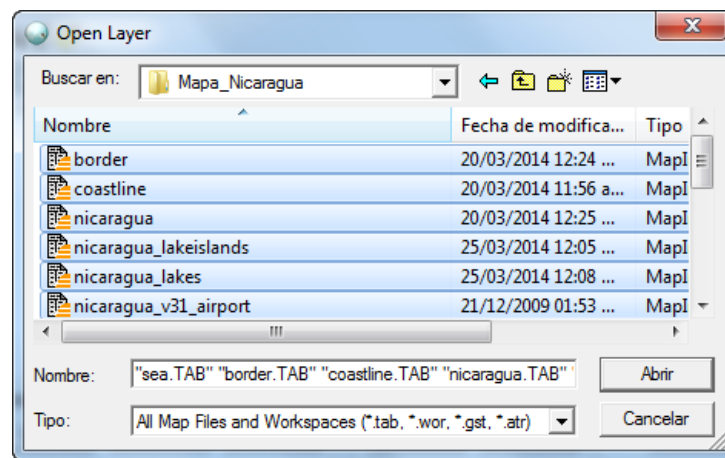 Open Layer
Buscar en: Mapa_Nicaragua
Nombre Fecha de modifica... Tipo
border 20/03/2014 12:24 ... MapI
coastline 20/03/2014 11:56 a... MapI
nicaragua 20/03/2014 12:25 ... MapI
nicaragua_lakeislands 25/03/2014 12:05 ... MapI
nicaragua_lakes 25/03/2014 12:08 ... MapI
nicaragua_v31_airport 21/12/2009 01:53 ... MapI
Nombre: "sea.TAB" "border.TAB" "coastline.TAB" "nicaragua.TAB" Abrir
Tipo: All Map Files and Workspaces (*.tab, *.wor, *.gst, *.atr) Cancelar